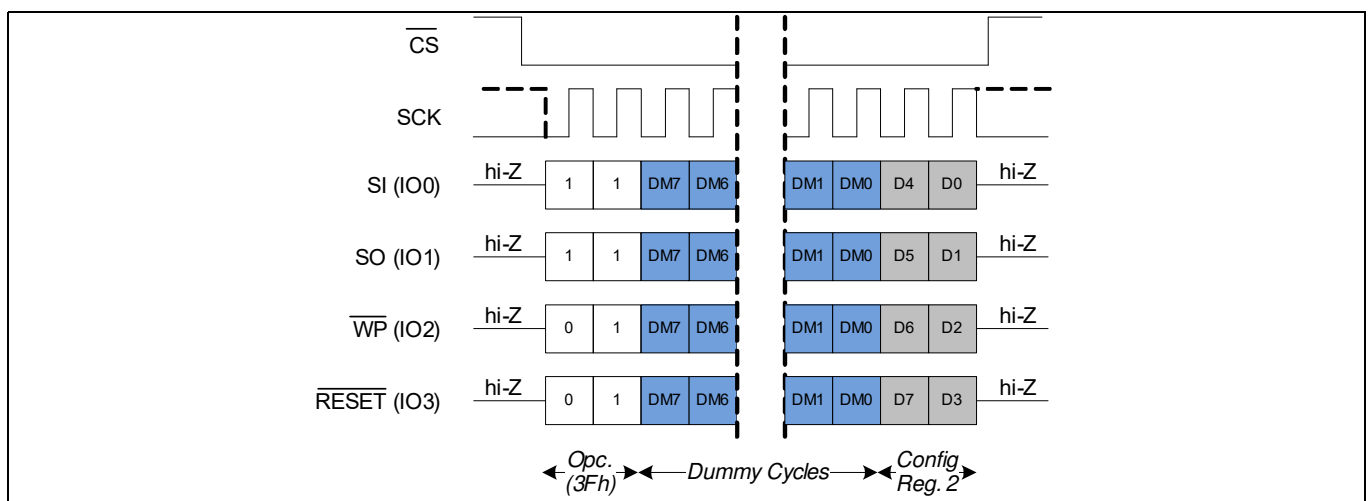 CS
SCK
SI (IO0) hi-Z 1 1 DM7 DM6 DM1 DM0 D4 D0 hi-Z
SO (IO1) hi-Z 1 1 DM7 DM6 DM1 DM0 D5 D1 hi-Z
WP (IO2) hi-Z 0 1 DM7 DM6 DM1 DM0 D6 D2 hi-Z
RESET (IO3) hi-Z 0 1 DM7 DM6 DM1 DM0 D7 D3 hi-Z
Opc. Dummy Cycles Config
(3Fh) Reg. 2